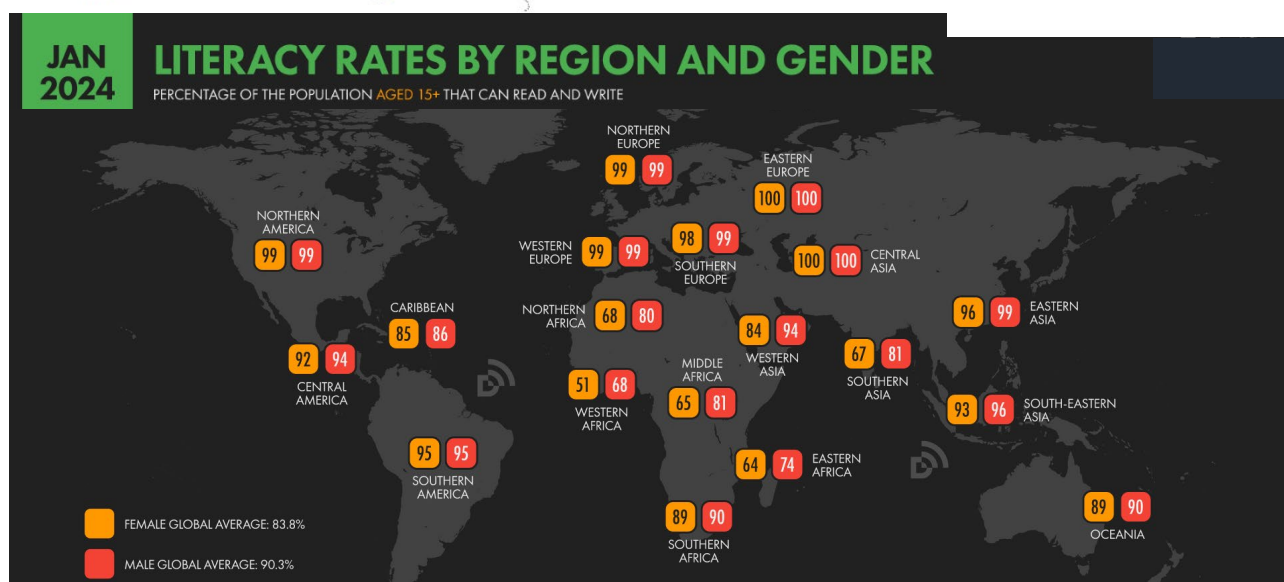 JAN
2024
LITERACY RATES BY REGION AND GENDER
PERCENTAGE OF THE POPULATION AGED 15+ THAT CAN READ AND WRITE
NORTHERN
EUROPE
99 99
EASTERN
EUROPE
100 100
NORTHERN
AMERICA
99 99
WESTERN
EUROPE
99 99
98 99
SOUTHERN
EUROPE
100 100
CENTRAL
ASIA
CARIBBEAN
85 86
NORTHERN
AFRICA
68 80
84 94
WESTERN
ASIA
96 99
EASTERN
ASIA
92 94
CENTRAL
AMERICA
51 68
WESTERN
AFRICA
MIDDLE
AFRICA
65 81
67 81
SOUTHERN
ASIA
93 96
SOUTH-EASTERN
ASIA
95 95
SOUTHERN
AMERICA
64 74
EASTERN
AFRICA
89 90
SOUTHERN
AFRICA
89 90
OCEANIA
FEMALE GLOBAL AVERAGE: 83.8%
MALE GLOBAL AVERAGE: 90.3%